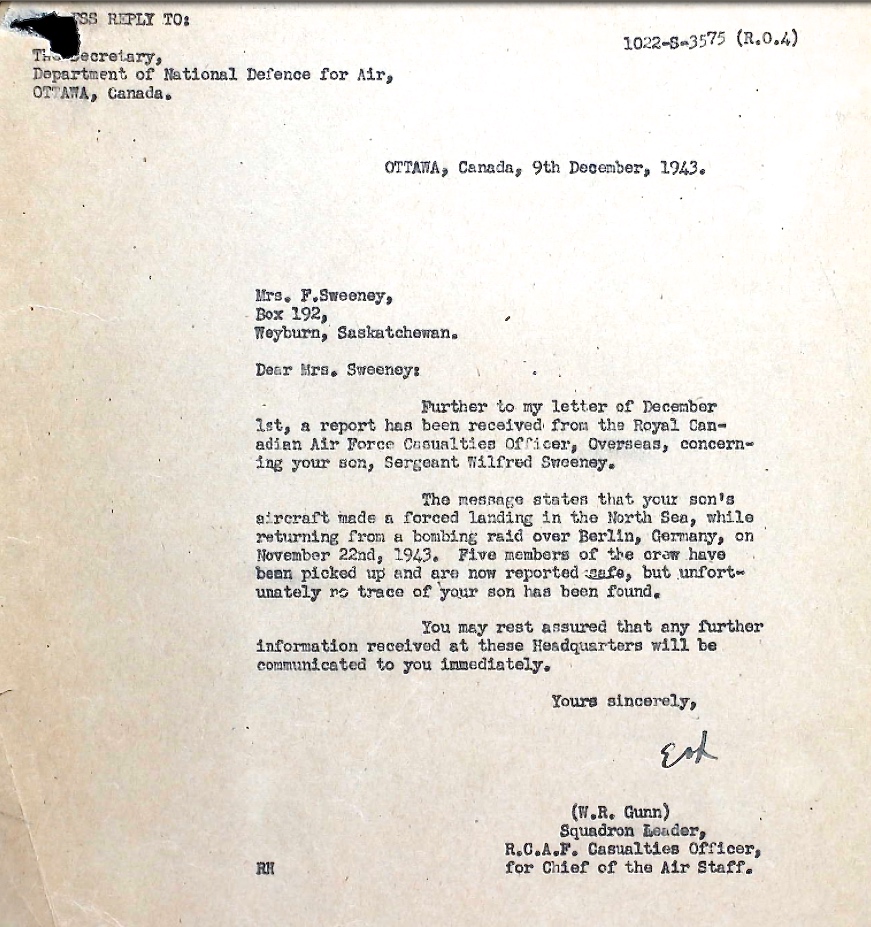 ESS REPLY TO:
1022-S-3575 (R.O.4)
The Secretary,
Department of National Defence for Air,
OTTAWA, Canada.
OTTAWA, Canada, 9th December, 1943.
Mrs. F.Sweeney,
Box 192,
Weyburn, Saskatchewan.
Dear Mrs. Sweeney:
Further to my letter of December
1st, a report has been received from the Royal Can-
adian Air Force Casualties Officer, Overseas, concern-
ing your son, Sergeant Wilfred Sweeney.
The message states that your son's
aircraft made a forced landing in the North Sea, while
returning from a bombing raid over Berlin, Germany, on
November 22nd, 1943. Five members of the crew have
been picked up and are now reported safe, but unfort-
unately no trace of your son has been found.
You may rest assured that any further
information received at these Headquarters will be
communicated to you immediately.
Yours sincerely,
(W.R. Gunn)
Squadron Leader,
R.C.A.F. Casualties Officer,
RH for Chief of the Air Staff.